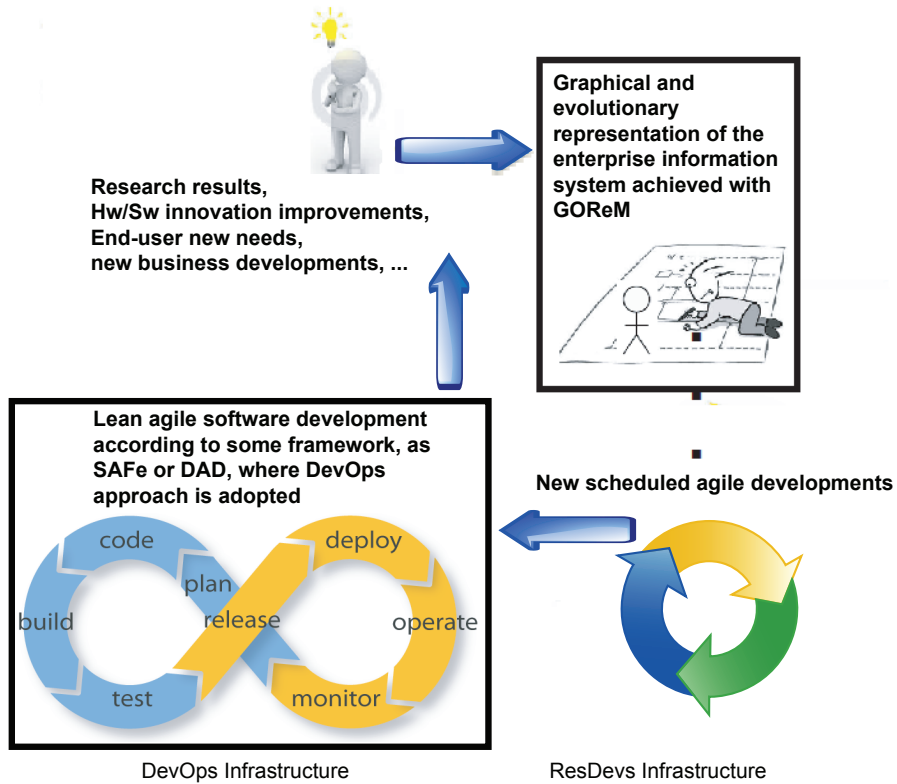 Graphical and
evolutionary
representation of the
enterprise information
system achieved with
GOReM
Research results,
Hw/Sw innovation improvements,
End-user new needs,
new business developments, ...
Lean agile software development
according to some framework, as
SAFe or DAD, where DevOps
approach is adopted
New scheduled agile developments
code
deploy
plan
build
release
operate
test
monitor
DevOps Infrastructure
ResDevs Infrastructure